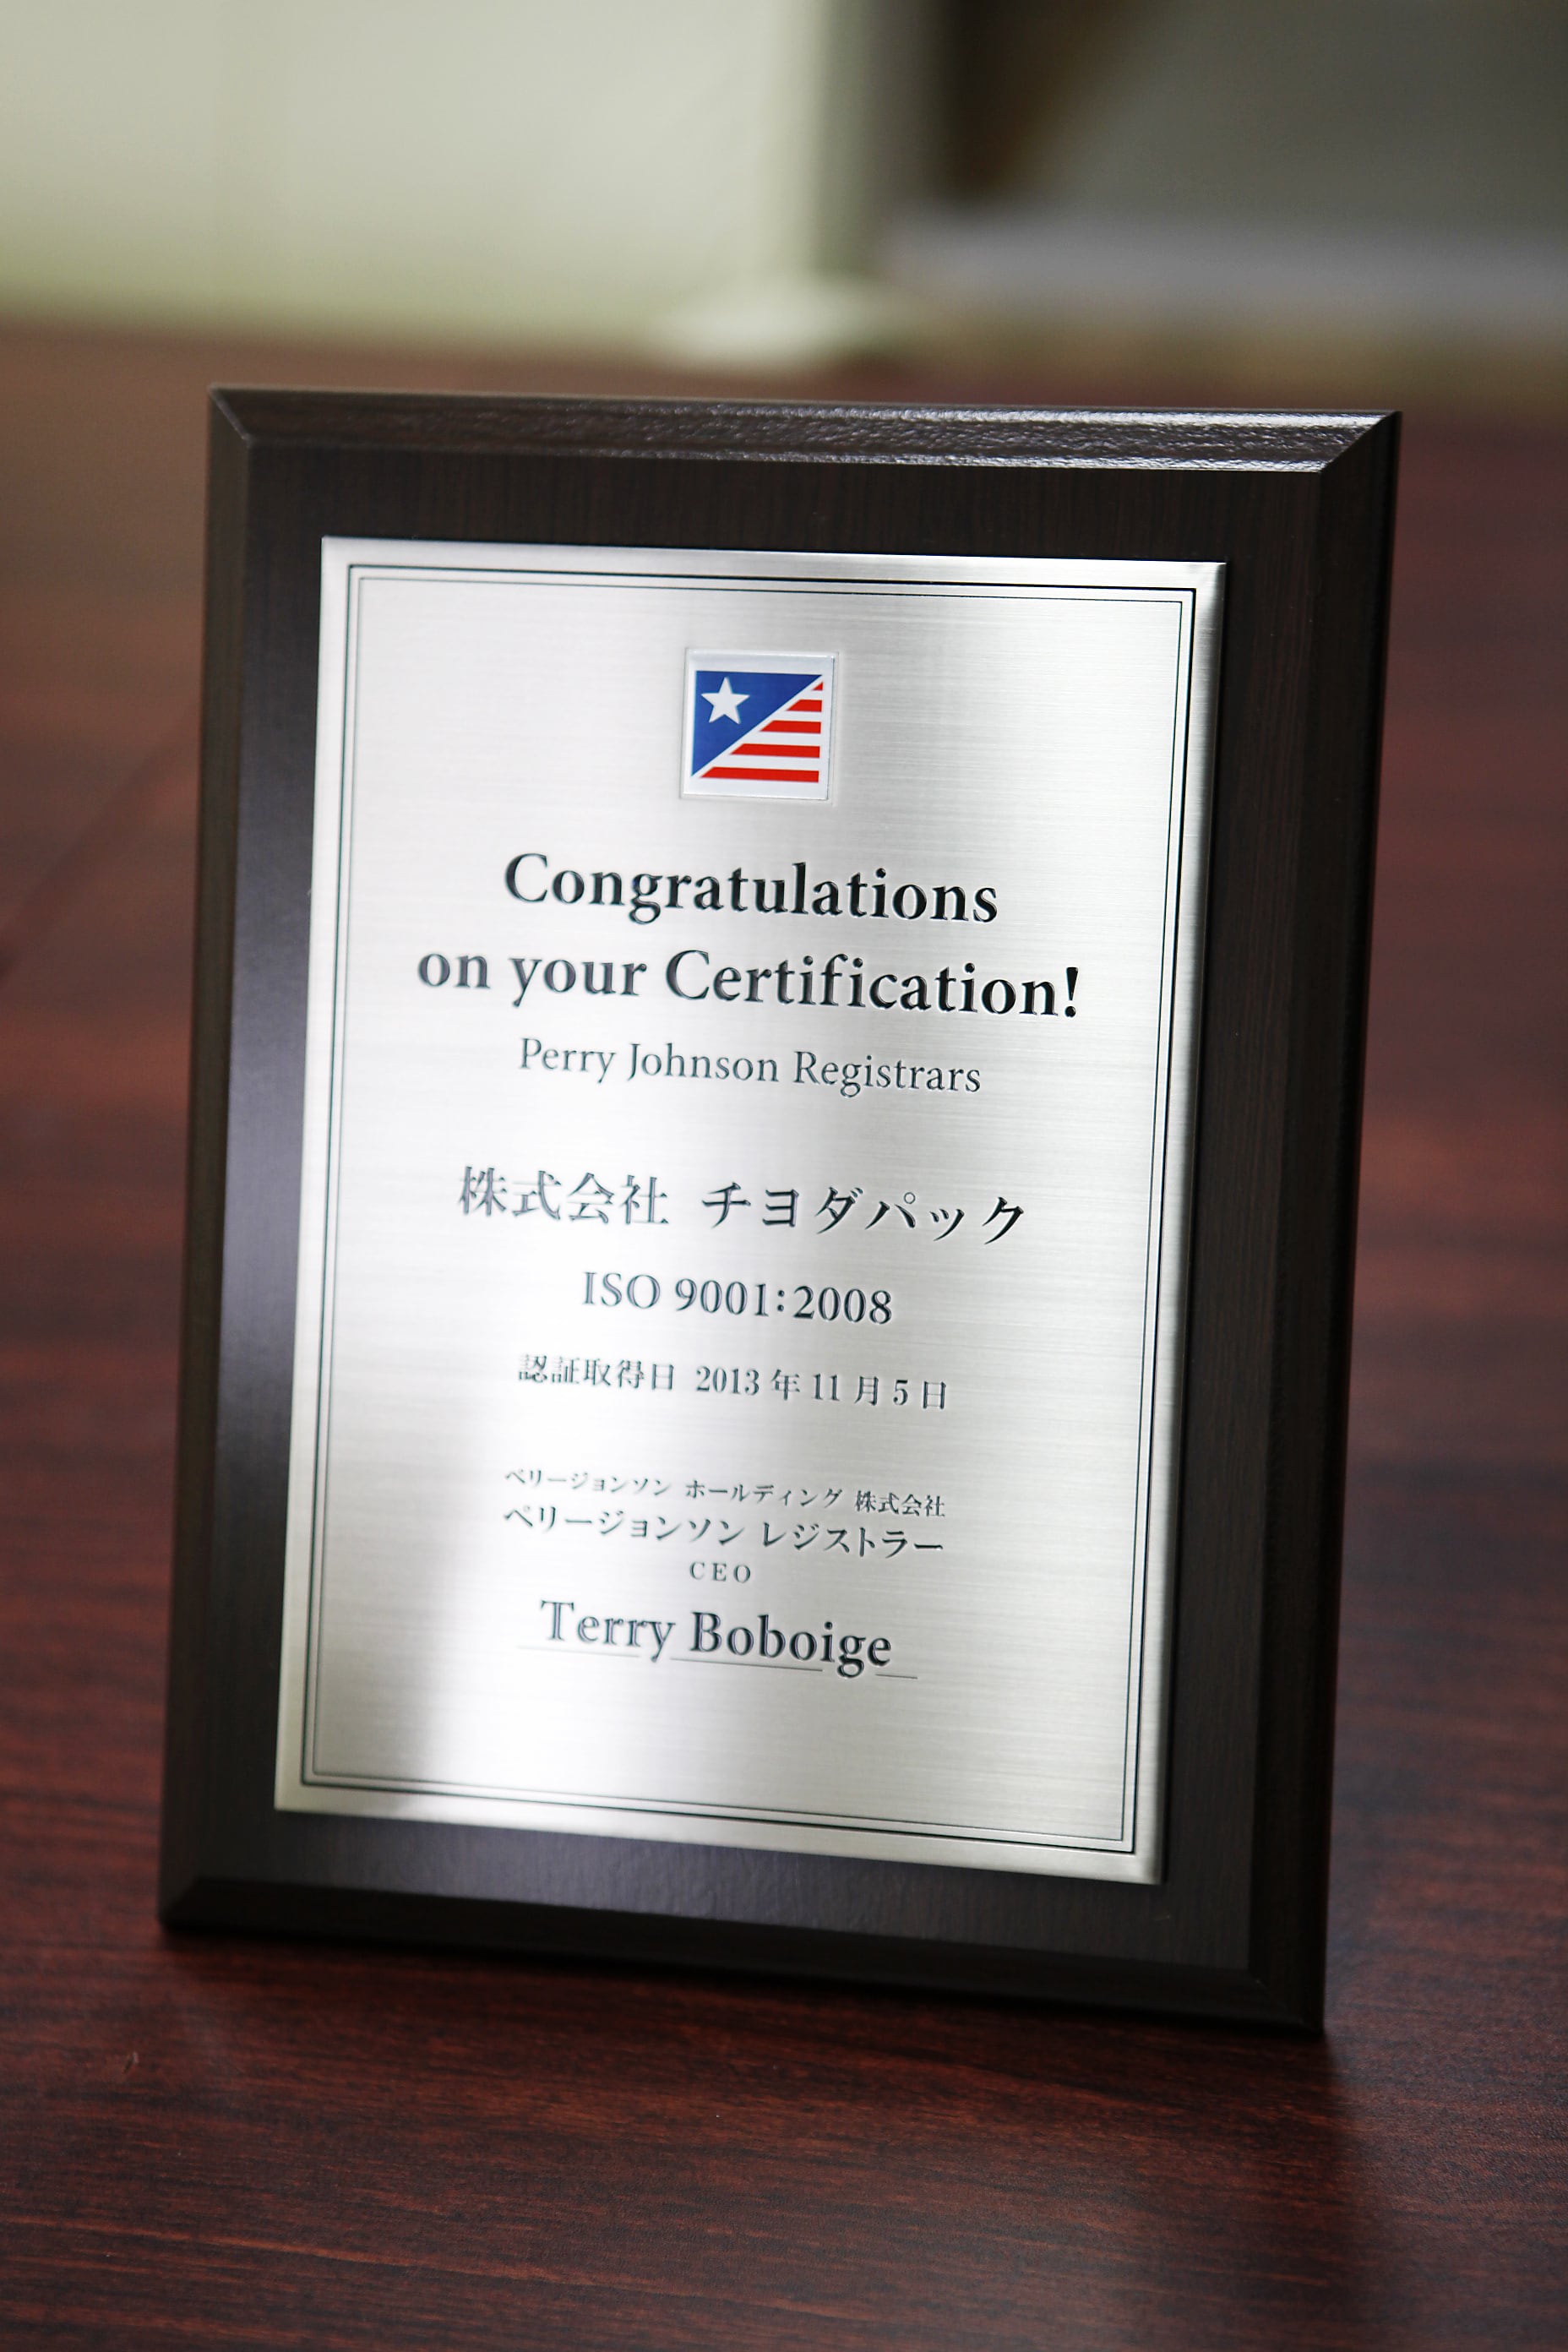 Congratulations
on your Certification!
Perry Johnson Registrars
株式会社 チヨダパック
ISO 9001:2008
認証取得日 2013年11月5日
ペリージョンソン ホールディング 株式会社
ペリージョンソン レジストラー
CEO
Terry Boboige